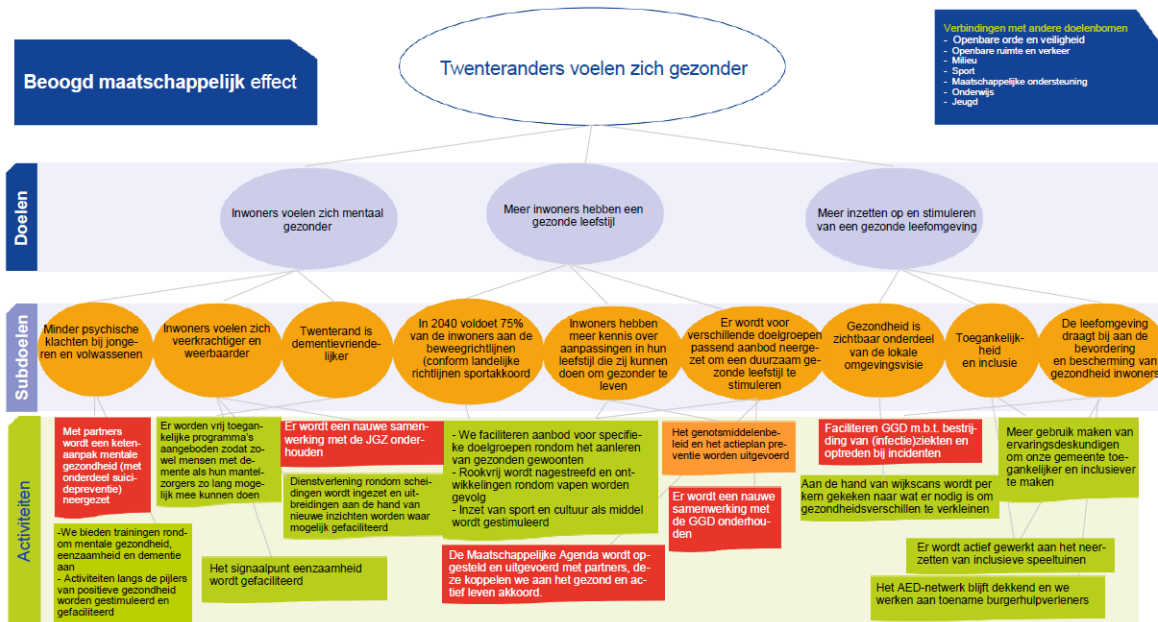 Beoogd maatschappelijk effect
Twenteranders voelen zich gezonder
Verbindingen met andere doelenbomen
- Openbare orde en veiligheid
- Openbare ruimte en verkeer
- Milieu
- Sport
- Maatschappelijke ondersteuning
- Onderwijs
- Jeugd
Doelen
Inwoners voelen zich mentaal
gezonder
Meer inwoners hebben een
gezonde leefstijl
Meer inzetten op en stimuleren
van een gezonde leefomgeving
Subdoelen
Minder psychische
klachten bij jonge-
ren en volwassenen
Inwoners voelen zich
veerkrachtiger en
weerbaarder
Twenterand is
dementievriende-
lijker
In 2040 voldoet 75%
van de inwoners aan de
beweegrichtlijnen
(conform landelijke
richtlijnen sportakkoord
Inwoners hebben
meer kennis over
aanpassingen in hun
leefstijl die zij kunnen
doen om gezonder te
leven
Er wordt voor
verschillende doelgroepen
passend aanbod neerge-
zet om een duurzaam ge-
zonde leefstijl te
stimuleren
Gezondheid is
zichtbaar onderdeel
van de lokale
omgevingsvisie
Toegankelijk-
heid
en inclusie
De leefomgeving
draagt bij aan de
bevordering
en bescherming van
gezondheid inwoners
Activiteiten
Met partners
wordt een keten-
aanpak mentale
gezondheid (met
onderdeel suici-
depreventie)
neergezet
-We bieden trainingen rond-
om mentale gezondheid,
eenzaamheid en dementie
aan
- Activiteiten langs de pijlers
van positieve gezondheid
worden gestimuleerd en
gefaciliteerd
Er worden vrij toegan-
kelijke programma's
aangeboden zodat zo-
wel mensen met de-
mente als hun mantel-
zorgers zo lang moge-
lijk mee kunnen doen
Er wordt een nauwe samen-
werking met de JGZ onder-
houden
Dienstverlening rondom schei-
dingen wordt ingezet en uit-
breidingen aan de hand van
nieuwe inzichten worden waar
mogelijk gefaciliteerd
Het signaalpunt eenzaamheid
wordt gefaciliteerd
- We faciliteren aanbod voor specifie-
ke doelgroepen rondom het aanle-
ren van gezonden gewoonten
- Rookvrij wordt nagestreefd en ont-
wikkelingen rondom vapen worden
gevolg
- Inzet van sport en cultuur als middel
wordt gestimuleerd
De Maatschappelijke Agenda wordt op-
gesteld en uitgevoerd met partners, de-
ze koppelen we aan het gezond en ac-
tief leven akkoord.
Het genotsmiddelenbe-
leid en het actieplan pre-
ventie worden uitgevoerd
Er wordt een nauwe
samenwerking met
de GGD onderhou-
den
Faciliteren GGD m.b.t. bestrij-
ding van (infectie)ziekten en
optreden bij incidenten
Aan de hand van wijkscans wordt per
kern gekeken naar wat er nodig is om
gezondheidsverschillen te verkleinen
Meer gebruik maken van
ervaringsdeskundigen
om onze gemeente toe-
gankelijker en inclusiever
te maken
Er wordt actief gewerkt aan het neer-
zetten van inclusieve speeltuinen
Het AED-netwerk blijft dekkend en we
werken aan toename burgerhulpverleners